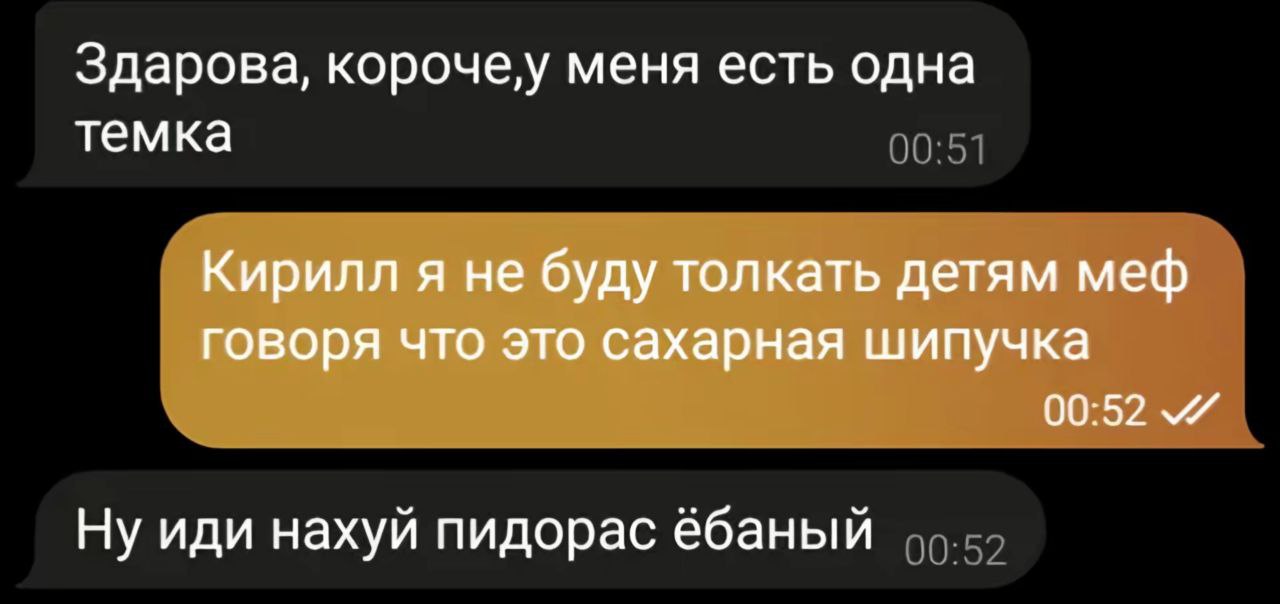 Здарова, короче,у меня есть одна
темка
00:51
Кирилл я не буду толкать детям меф
говоря что это сахарная шипучка
00:52
Ну иди нахуй пидорас ёбаный 00:52